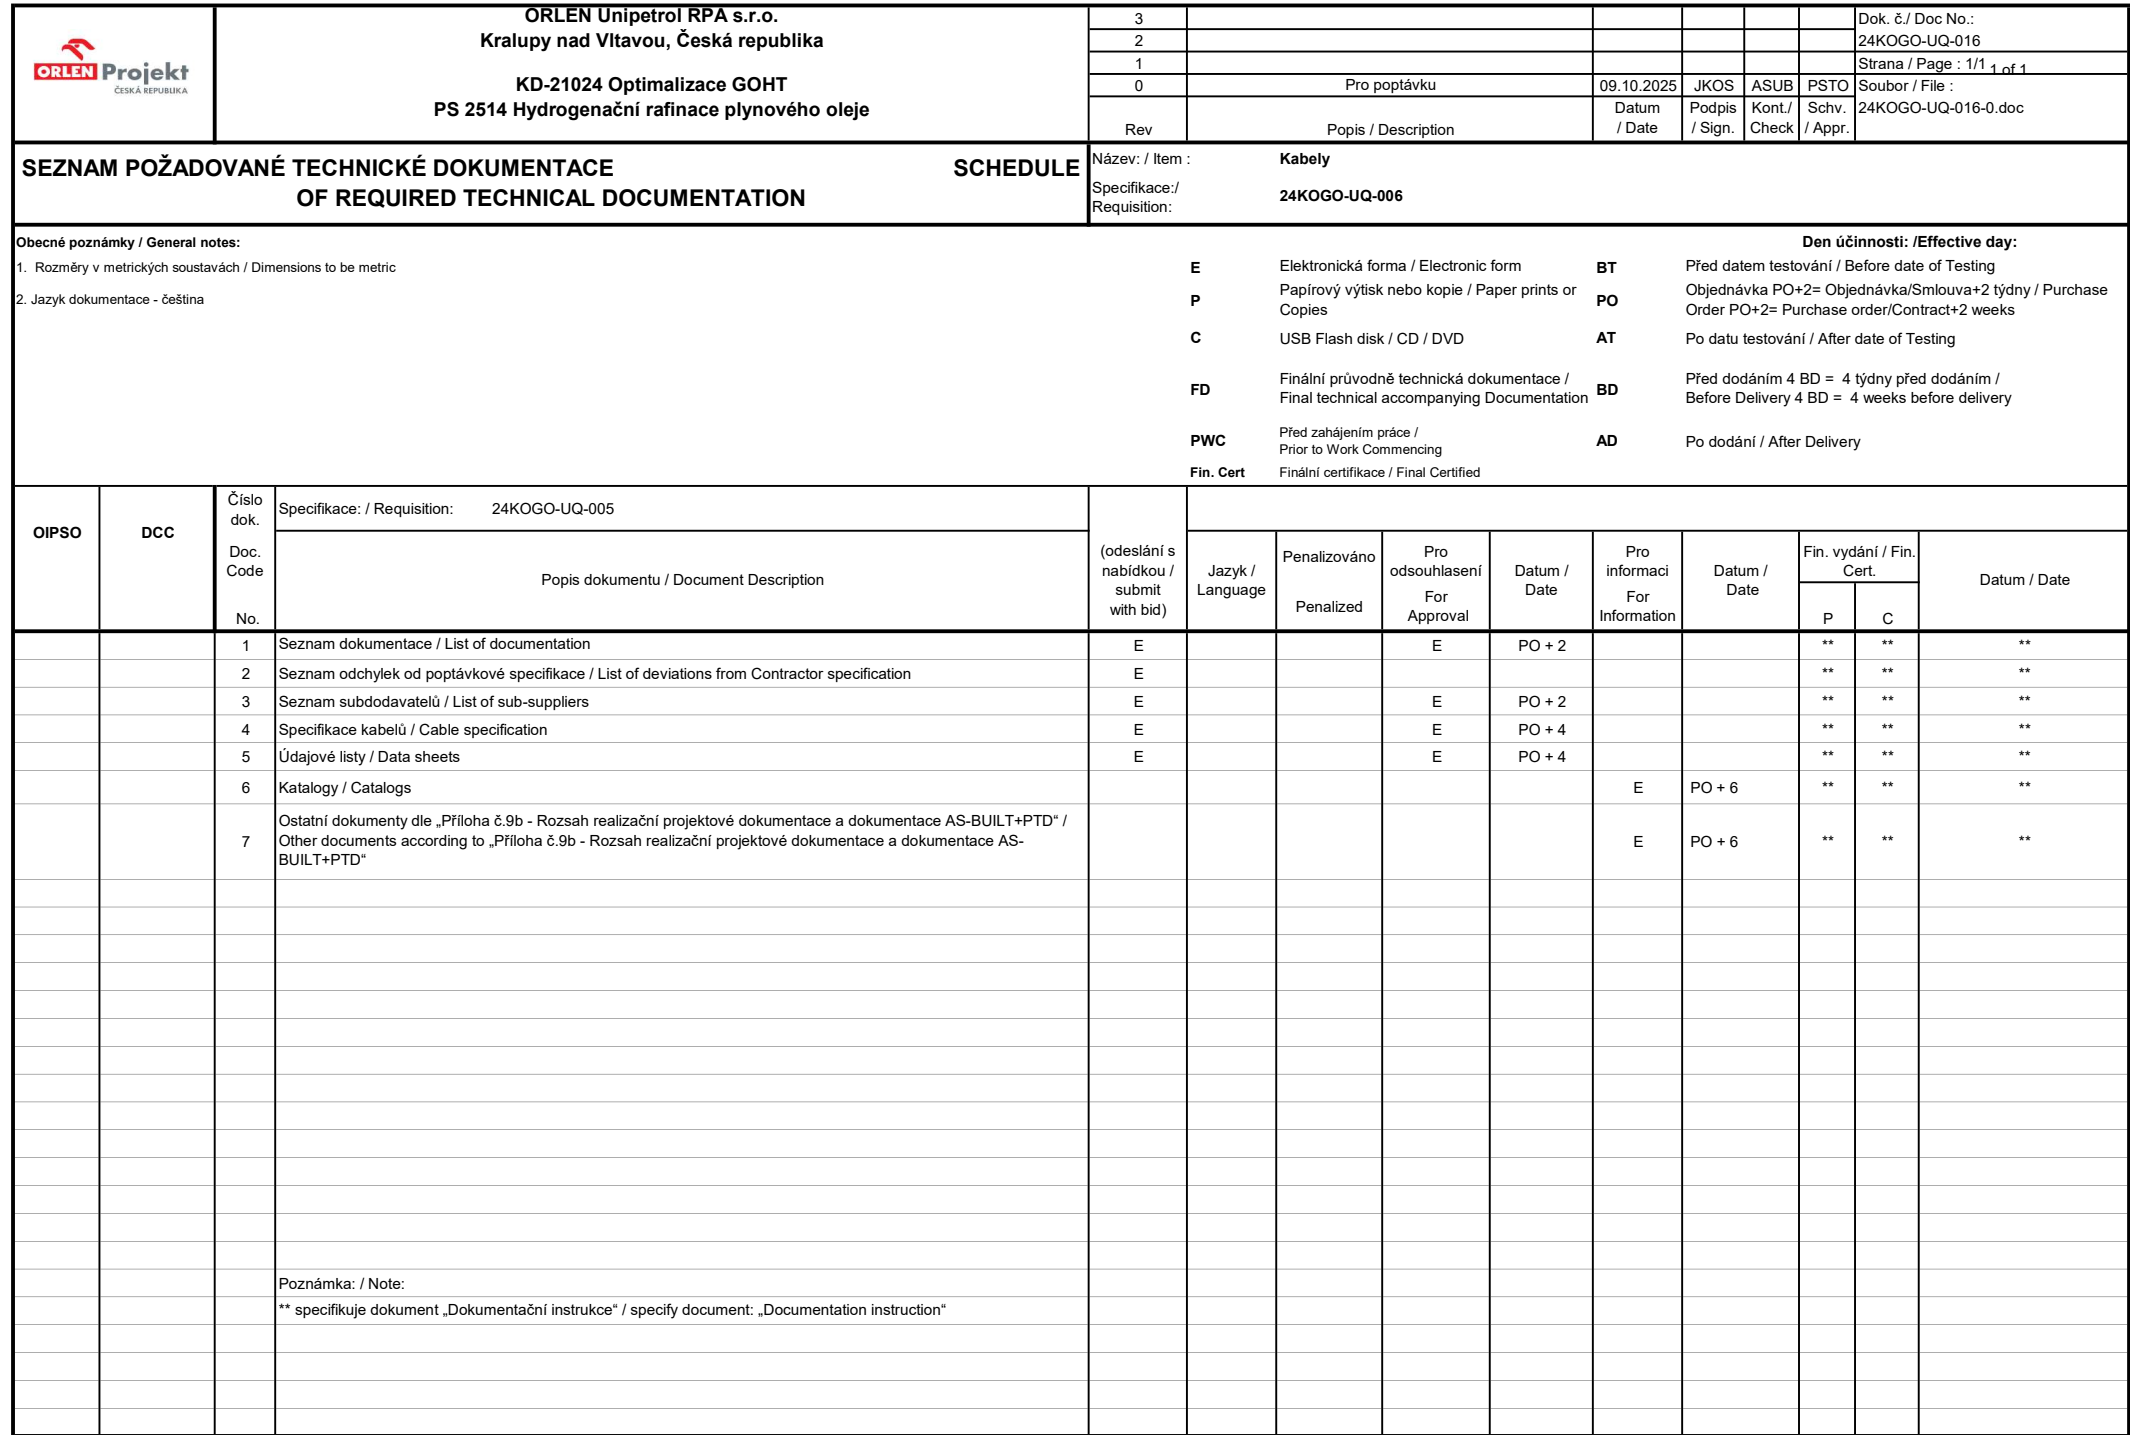 ORLEN Projekt
ČESKÁ REPUBLIKA
ORLEN Unipetrol RPA s.r.o.
Kralupy nad Vltavou, Česká republika
KD-21024 Optimalizace GOHT
PS 2514 Hydrogenační rafinace plynového oleje
3
2
1
0 Pro poptávku 09.10.2025 JKOS ASUB PSTO
Rev Popis / Description Datum / Date Podpis / Sign. Kont./ Check Schv. / Appr.
Dok. č./ Doc No.:
24KOGO-UQ-016
Strana / Page : 1/1 1 of 1
Soubor / File :
24KOGO-UQ-016-0.doc
SEZNAM POŽADOVANÉ TECHNICKÉ DOKUMENTACE SCHEDULE
OF REQUIRED TECHNICAL DOCUMENTATION
Název: / Item : Kabely
Specifikace:/
Requisition: 24KOGO-UQ-006
Obecné poznámky / General notes:
1. Rozměry v metrických soustavách / Dimensions to be metric
2. Jazyk dokumentace - čeština
Den účinnosti: /Effective day:
E Elektronická forma / Electronic form BT Před datem testování / Before date of Testing
P Papírový výtisk nebo kopie / Paper prints or
Copies
PO Objednávka PO+2= Objednávka/Smlouva+2 týdny / Purchase
Order PO+2= Purchase order/Contract+2 weeks
C USB Flash disk / CD / DVD AT Po datu testování / After date of Testing
FD Finální průvodně technická dokumentace /
Final technical accompanying Documentation
BD Před dodáním 4 BD = 4 týdny před dodáním /
Before Delivery 4 BD = 4 weeks before delivery
PWC Před zahájením práce /
Prior to Work Commencing
AD Po dodání / After Delivery
Fin. Cert Finální certifikace / Final Certified
OIPSO
DCC
Číslo
dok.
Doc.
Code
No.
Specifikace: / Requisition: 24KOGO-UQ-005
Popis dokumentu / Document Description
(odeslání s
nabídkou /
submit
with bid)
Jazyk /
Language
Penalizováno
Penalized
Pro
odsouhlasení
For
Approval
Datum /
Date
Pro
informaci
For
Information
Datum /
Date
Fin. vydání / Fin.
Cert.
P C
Datum / Date
1 Seznam dokumentace / List of documentation E E PO + 2 ** ** **
2 Seznam odchylek od poptávkové specifikace / List of deviations from Contractor specification E ** ** **
3 Seznam subdodavatelů / List of sub-suppliers E E PO + 2 ** ** **
4 Specifikace kabelů / Cable specification E E PO + 4 ** ** **
5 Údajové listy / Data sheets E E PO + 4 ** ** **
6 Katalogy / Catalogs E PO + 6 ** ** **
Ostatní dokumenty dle „Příloha č.9b - Rozsah realizační projektové dokumentace a dokumentace AS-BUILT+PTD“ /
7 Other documents according to „Příloha č.9b - Rozsah realizační projektové dokumentace a dokumentace AS- E PO + 6 ** ** **
BUILT+PTD“
Poznámka: / Note:
** specifikuje dokument „Dokumentační instrukce“ / specify document: „Documentation instruction“